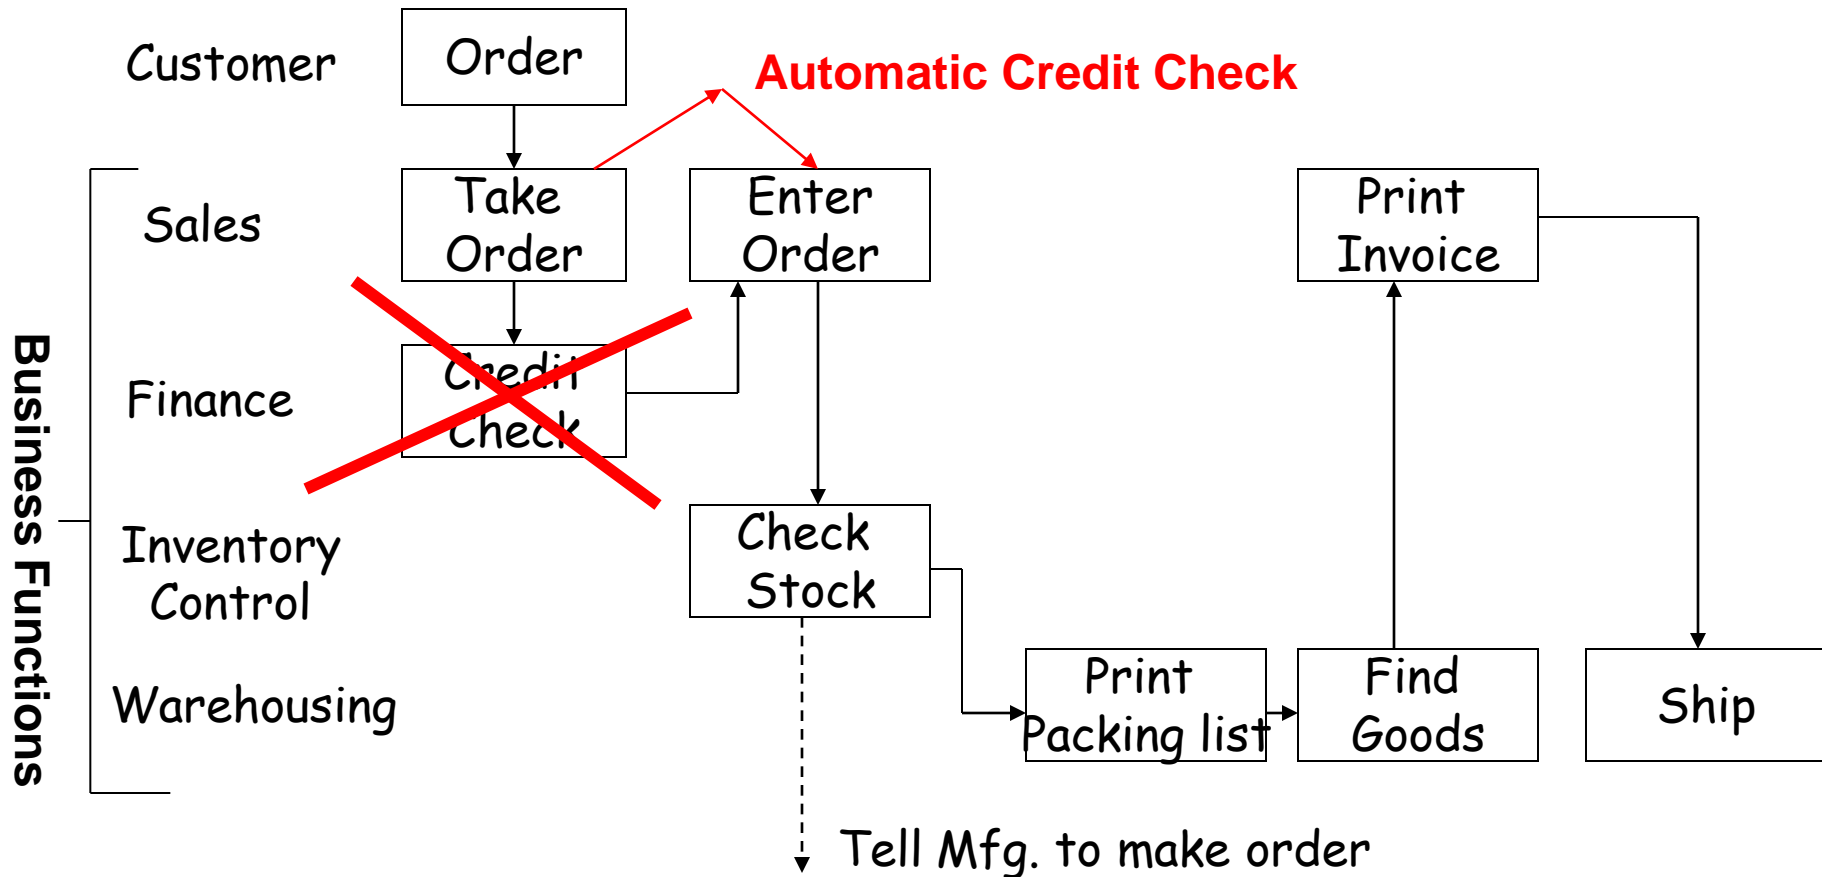 Customer
Order
Automatic Credit Check
Sales
Take
Order
Enter
Order
Print
Invoice
Business Functions
Finance
Credit
Check
Inventory
Control
Check
Stock
Warehousing
Print
Packing list
Find
Goods
Ship
Tell Mfg. to make order